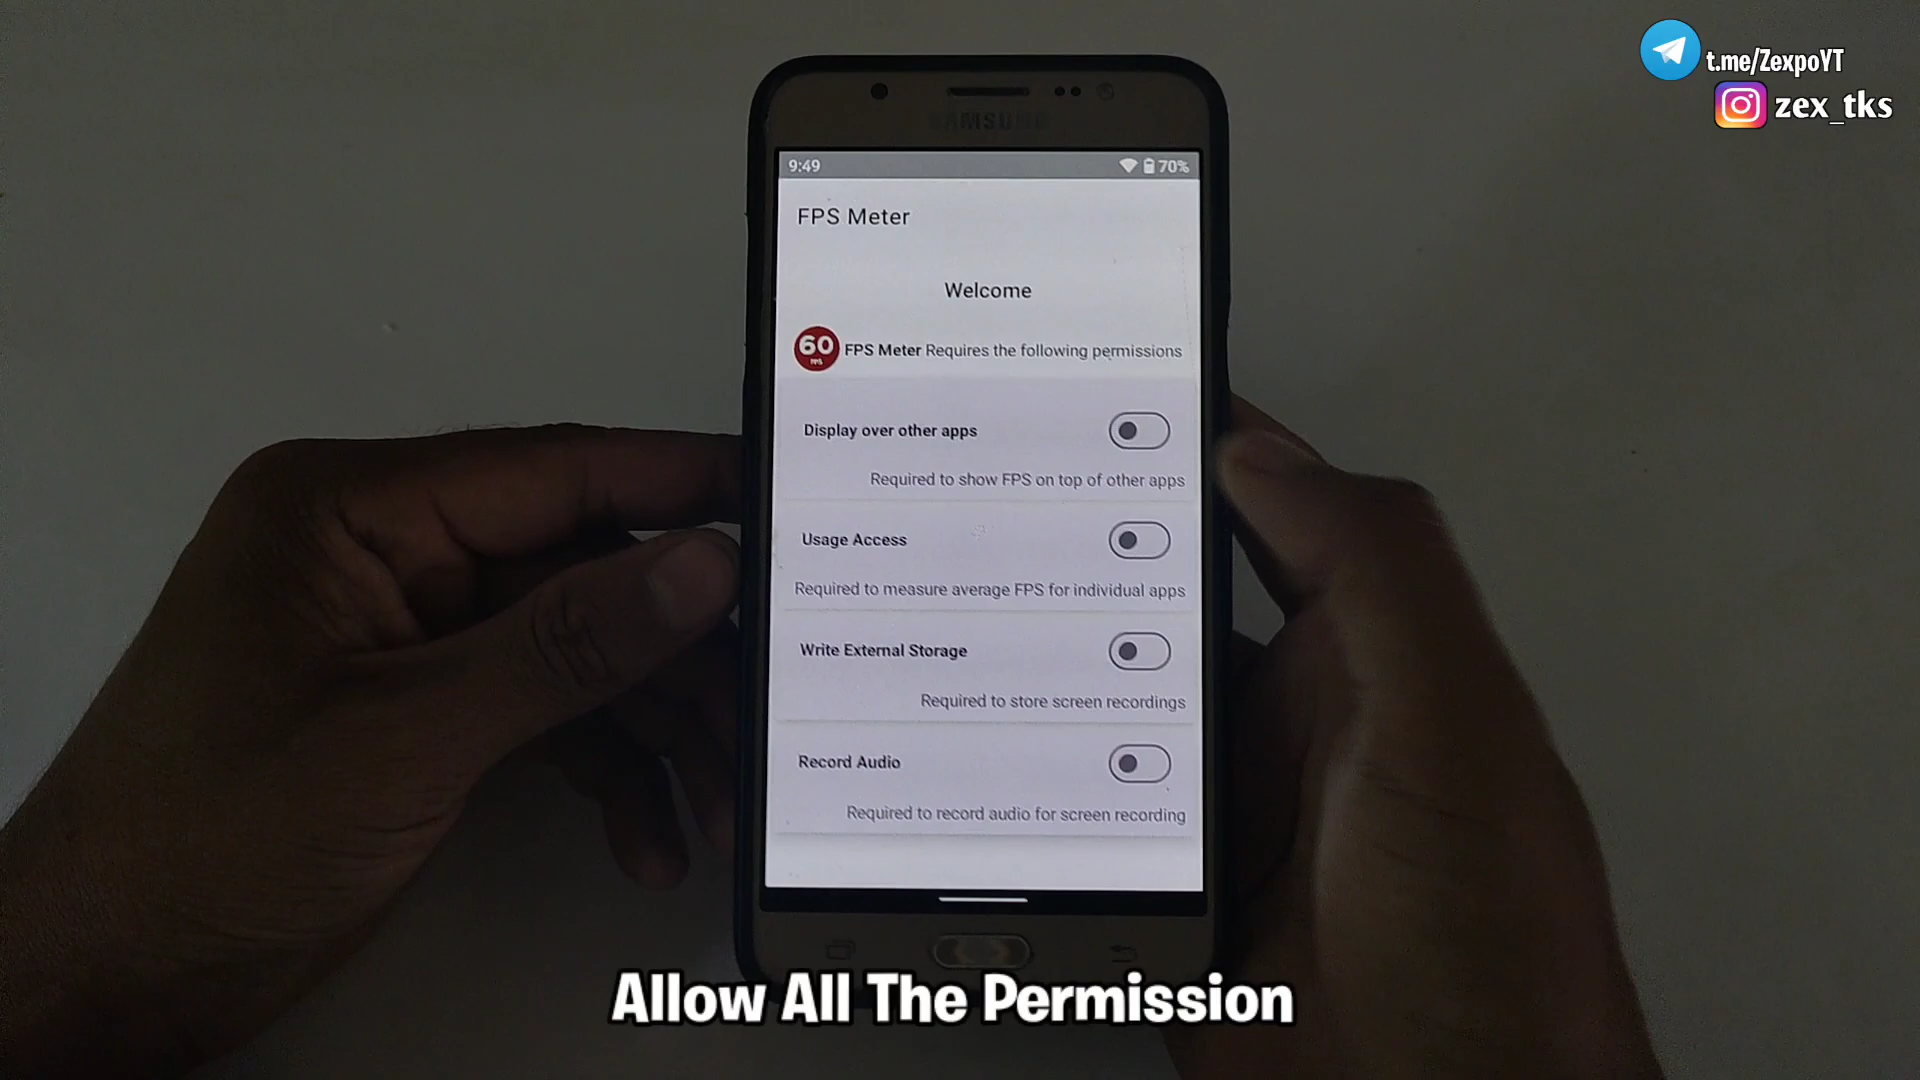 t.me/ZexpoYT
zex_tks
SAMSUNG
9:49
70%
FPS Meter
Welcome
60
FPS
FPS Meter Requires the following permissions
Display over other apps
Required to show FPS on top of other apps
Usage Access
Required to measure average FPS for individual apps
Write External Storage
Required to store screen recordings
Record Audio
Required to record audio for screen recording
Allow All The Permission